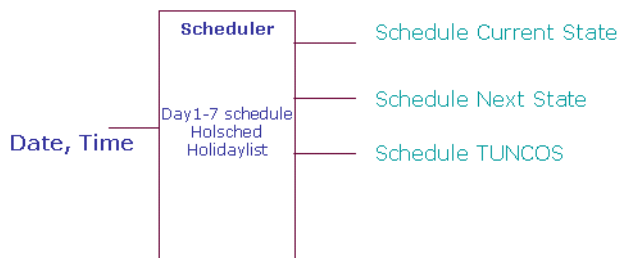 Scheduler
Day1-7 schedule
Holsched
Holidaylist
Date, Time
Schedule Current State
Schedule Next State
Schedule TUNCOS